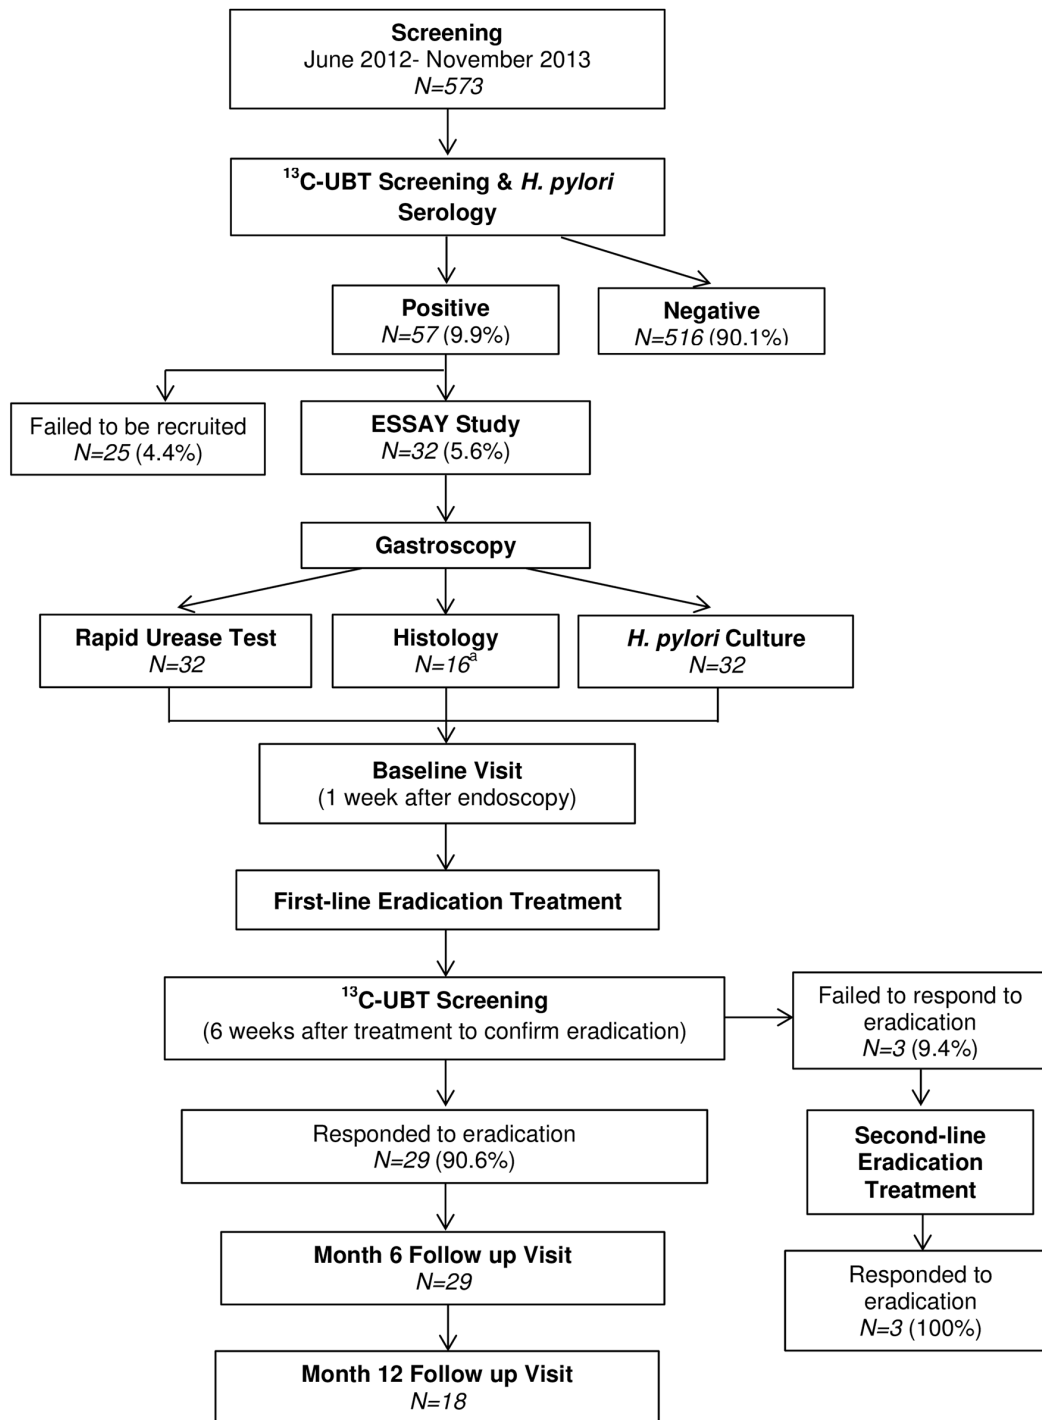 Screening
June 2012- November 2013
N=573
¹³C-UBT Screening & H. pylori
Serology
Positive
N=57 (9.9%)
Negative
N=516 (90.1%)
Failed to be recruited
N=25 (4.4%)
ESSAY Study
N=32 (5.6%)
Gastroscopy
Rapid Urease Test
N=32
Histology
N=16ᵃ
H. pylori Culture
N=32
Baseline Visit
(1 week after endoscopy)
First-line Eradication Treatment
¹³C-UBT Screening
(6 weeks after treatment to confirm eradication)
Failed to respond to
eradication
N=3 (9.4%)
Responded to eradication
N=29 (90.6%)
Second-line
Eradication
Treatment
Month 6 Follow up Visit
N=29
Responded to
eradication
N=3 (100%)
Month 12 Follow up Visit
N=18